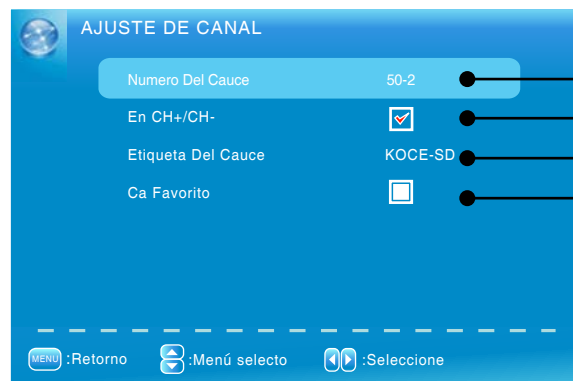 AJUSTE DE CANAL
Numero Del Cauce 50-2
En CH+/CH-
Etiqueta Del Cauce KOCE-SD
Ca Favorito
MENU :Retorno :Menú selecto :Seleccione